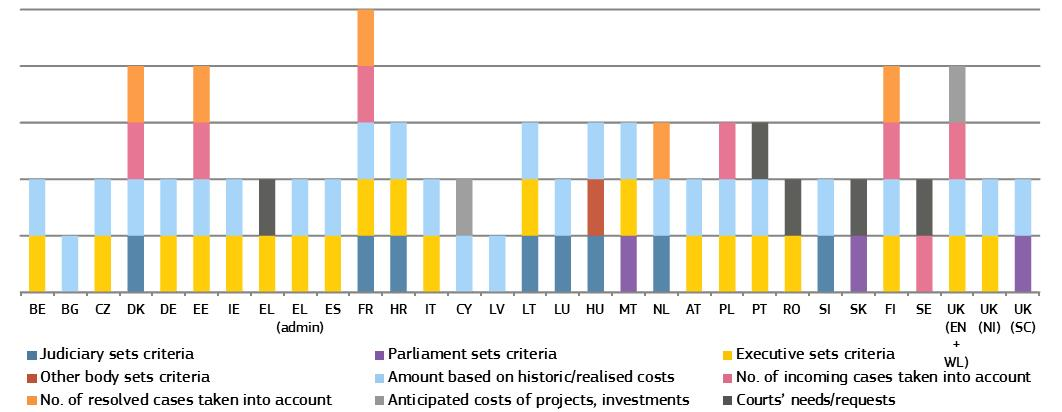 BE BG CZ DK DE EE IE EL EL ES FR HR IT CY LV LT LU HU MT NL AT PL PT RO SI SK FI SE UK UK UK
(admin) (EN (NI) (SC)
+
WL)
Judiciary sets criteria Parliament sets criteria Executive sets criteria
Other body sets criteria Amount based on historic/realised costs No. of incoming cases taken into account
No. of resolved cases taken into account Anticipated costs of projects, investments Courts' needs/requests